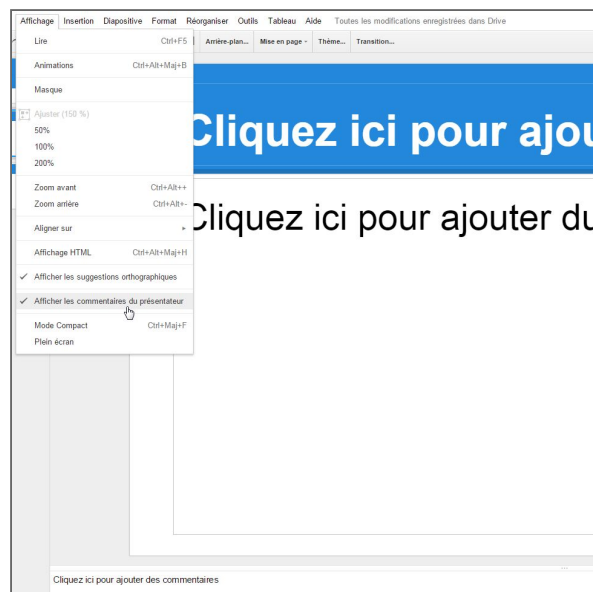 Affichage Insertion Diapositive Format Réorganiser Outils Tableau Aide Toutes les modifications enregistrées dans Drive
Arrière-plan... Mise en page Thème... Transition...
Lire Ctrl+F5
Animations Ctrl+Alt+Maj+B
Masque
Ajuster (150 %)
50%
100%
200%
Zoom avant Ctrl+Alt++
Zoom arrière Ctrl+Alt+-
Aligner sur
Affichage HTML Ctrl+Alt+Maj+H
Afficher les suggestions orthographiques
Afficher les commentaires du présentateur
Mode Compact Ctrl+Maj+F
Plein écran
Cliquez ici pour ajou
Cliquez ici pour ajouter du
Cliquez ici pour ajouter des commentaires